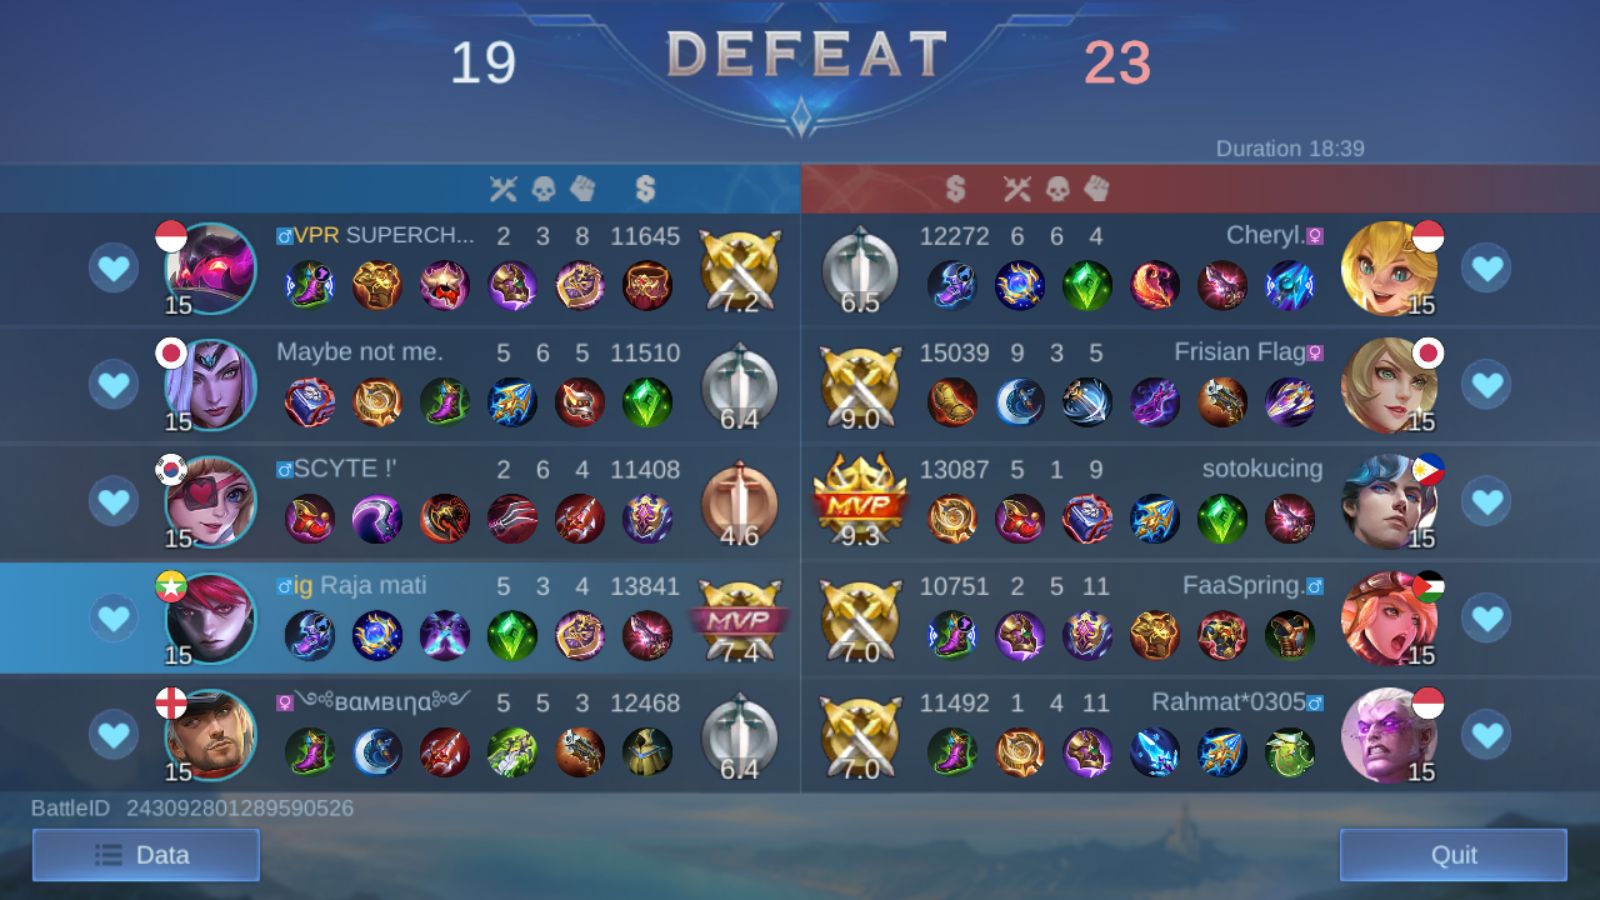 19 DEFEAT 23
Duration 18:39
VPR SUPERCH... 2 3 8 11645
15 7.2
6.5 12272 6 6 4 Cheryl.
15
Maybe not me. 5 6 5 11510
15 6.4
9.0 15039 9 3 5 Frisian Flag
15
SCYTE !' 2 6 4 11408
15 4.6
MVP 9.3 13087 5 1 9 sotokucing
15
ig Raja mati 5 3 4 13841
15 MVP 7.4
7.0 10751 2 5 11 FaaSpring.
15
༺ʙαмʙιηα༻ 5 5 3 12468
15 6.4
7.0 11492 1 4 11 Rahmat*0305
15
BattleID 243092801289590526
Data
Quit